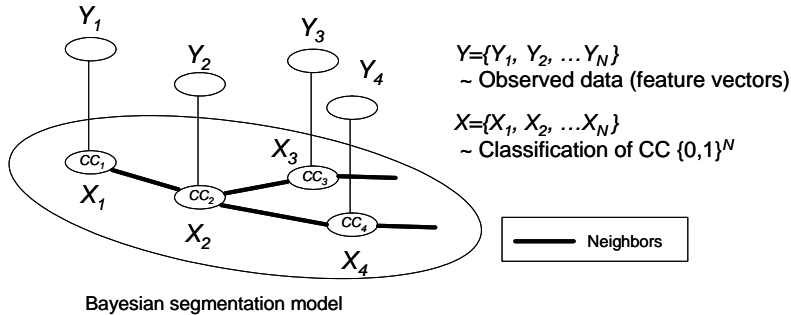 Y1
Y2
Y3
Y4
Y={Y1, Y2, …YN}
~ Observed data (feature vectors)
X={X1, X2, …XN}
~ Classification of CC {0,1}^N
CC1
X1
CC2
X2
X3
CC3
CC4
X4
Neighbors
Bayesian segmentation model